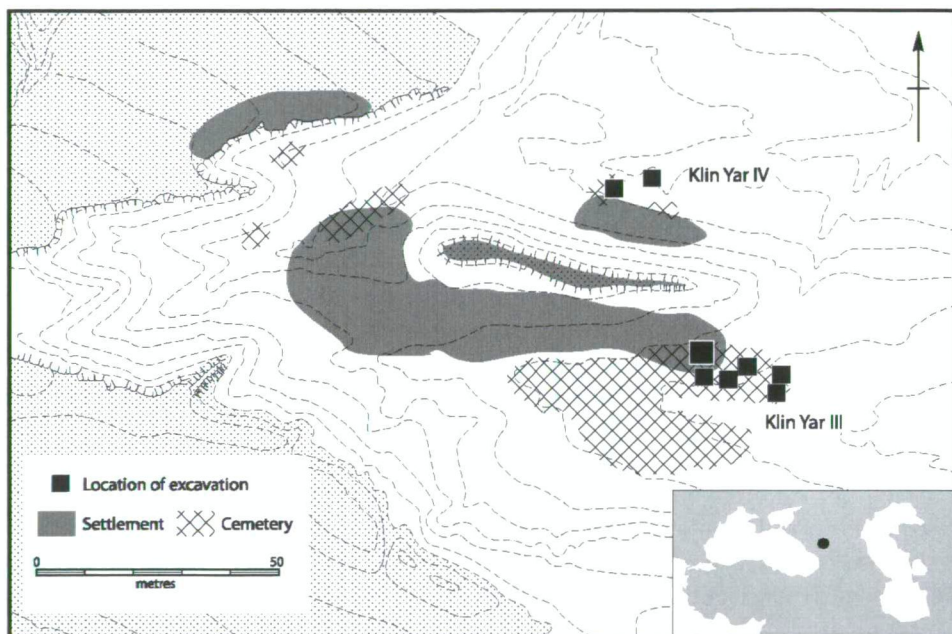 Klin Yar IV
Klin Yar III
Location of excavation
Settlement Cemetery
0 50
metres